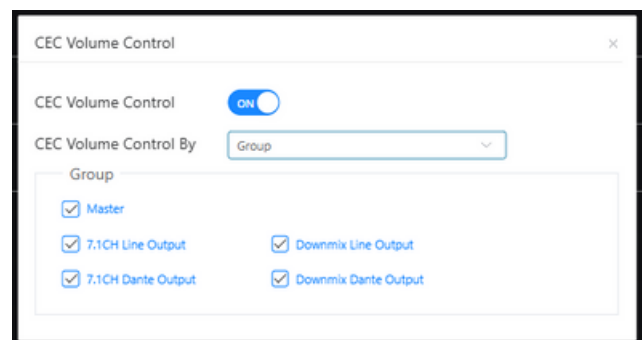 CEC Volume Control
CEC Volume Control ON
CEC Volume Control By Group
Group
Master
7.1CH Line Output Downmix Line Output
7.1CH Dante Output Downmix Dante Output